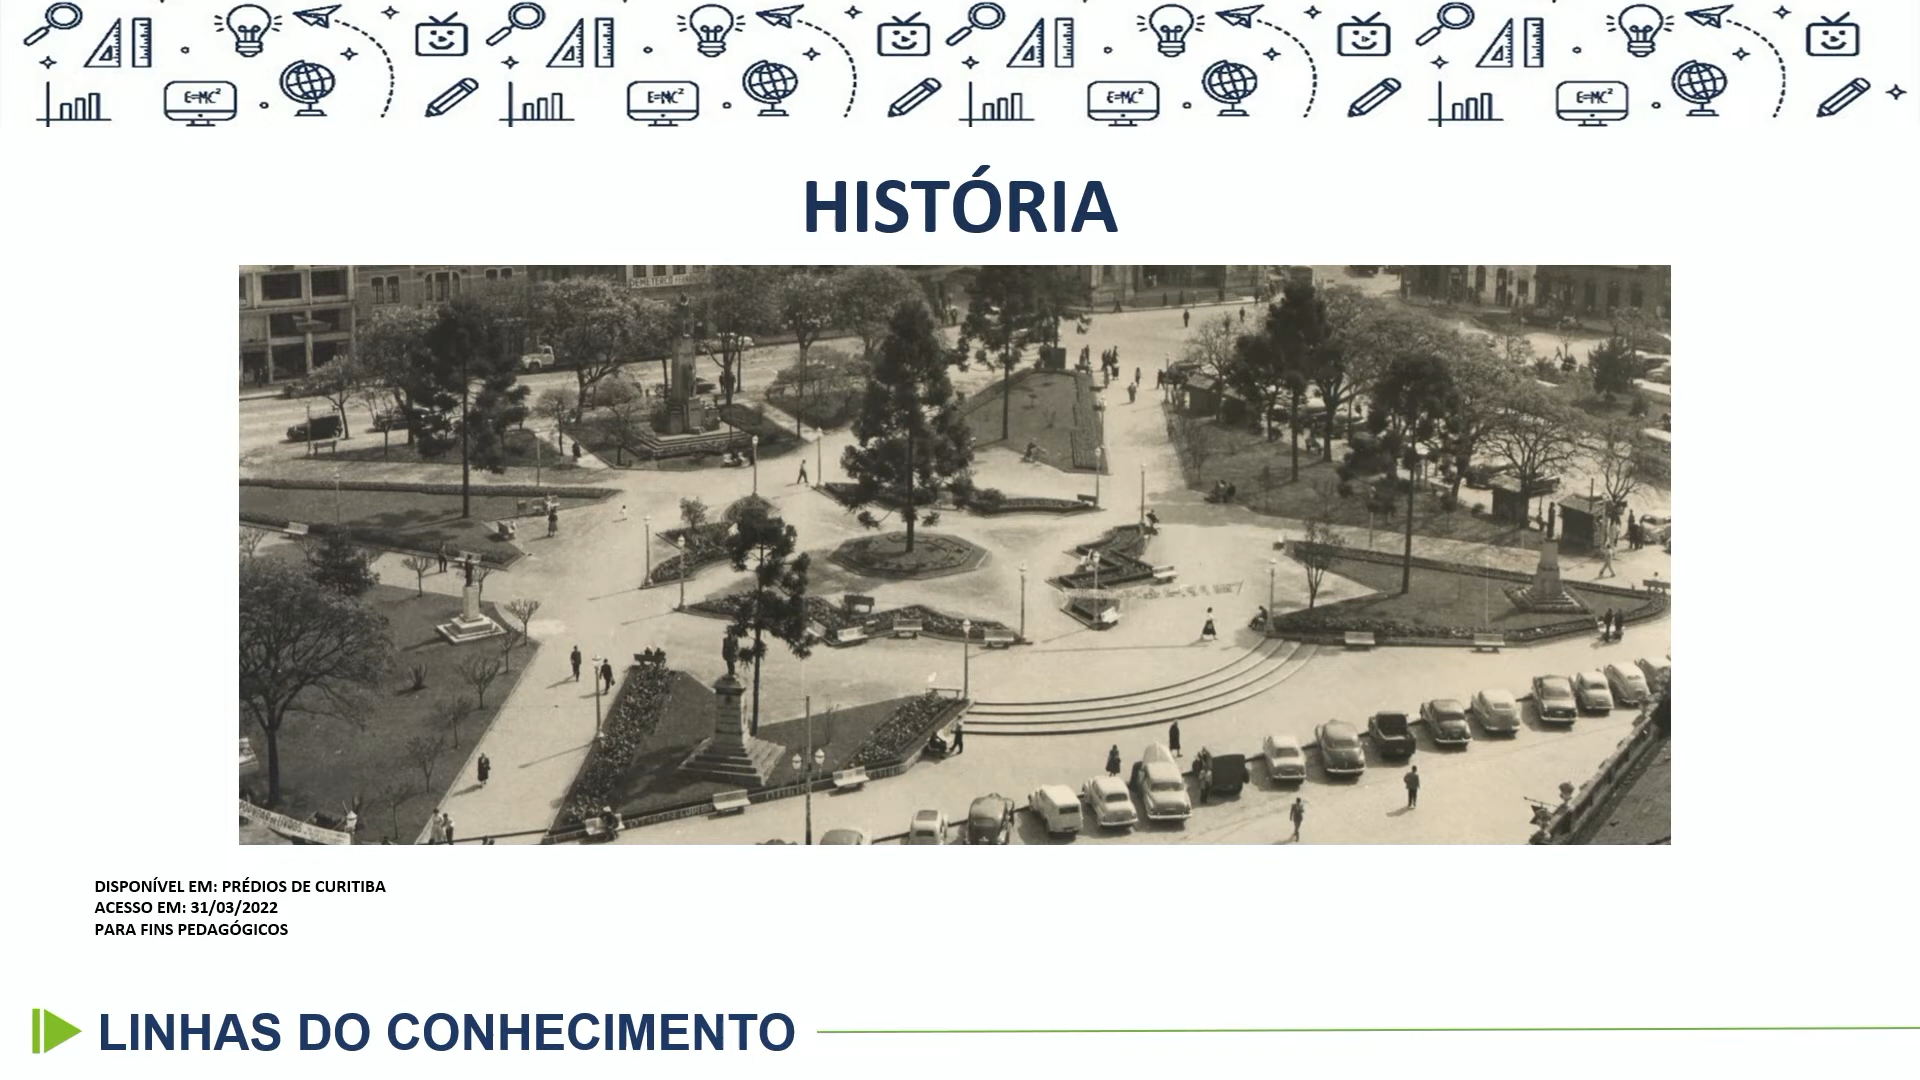 E=MC²
E=MC²
E=MC²
E=MC²
HISTÓRIA
DISPONÍVEL EM: PRÉDIOS DE CURITIBA
ACESSO EM: 31/03/2022
PARA FINS PEDAGÓGICOS
LINHAS DO CONHECIMENTO